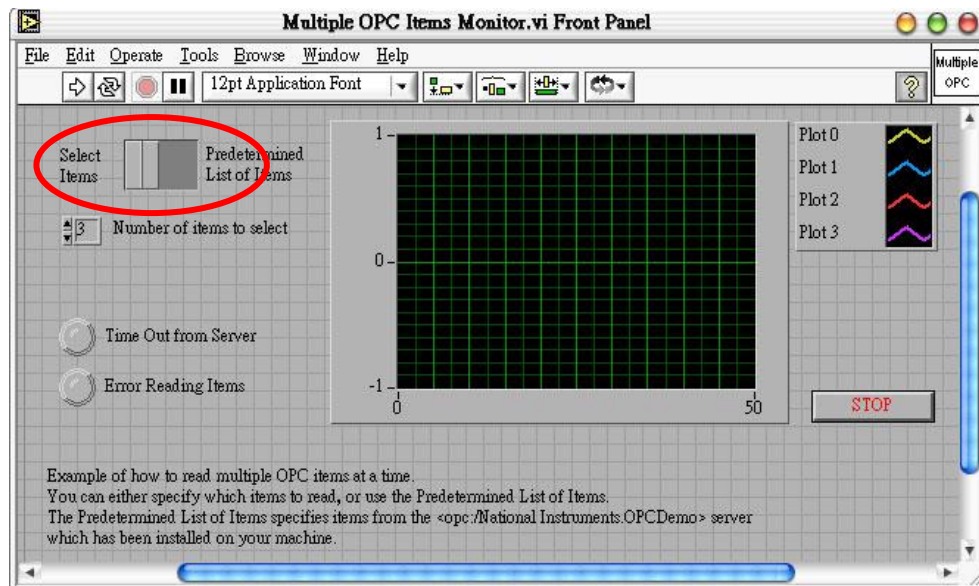 Multiple OPC Items Monitor.vi Front Panel
File Edit Operate Tools Browse Window Help
12pt Application Font
?
Multiple
OPC
Select
Items
Predetermined
List of Items
3 Number of items to select
Time Out from Server
Error Reading Items
1
0
-1
0 50
Plot 0
Plot 1
Plot 2
Plot 3
STOP
Example of how to read multiple OPC items at a time.
You can either specify which items to read, or use the Predetermined List of Items.
The Predetermined List of Items specifies items from the <opc:/National Instruments.OPCDemo> server
which has been installed on your machine.